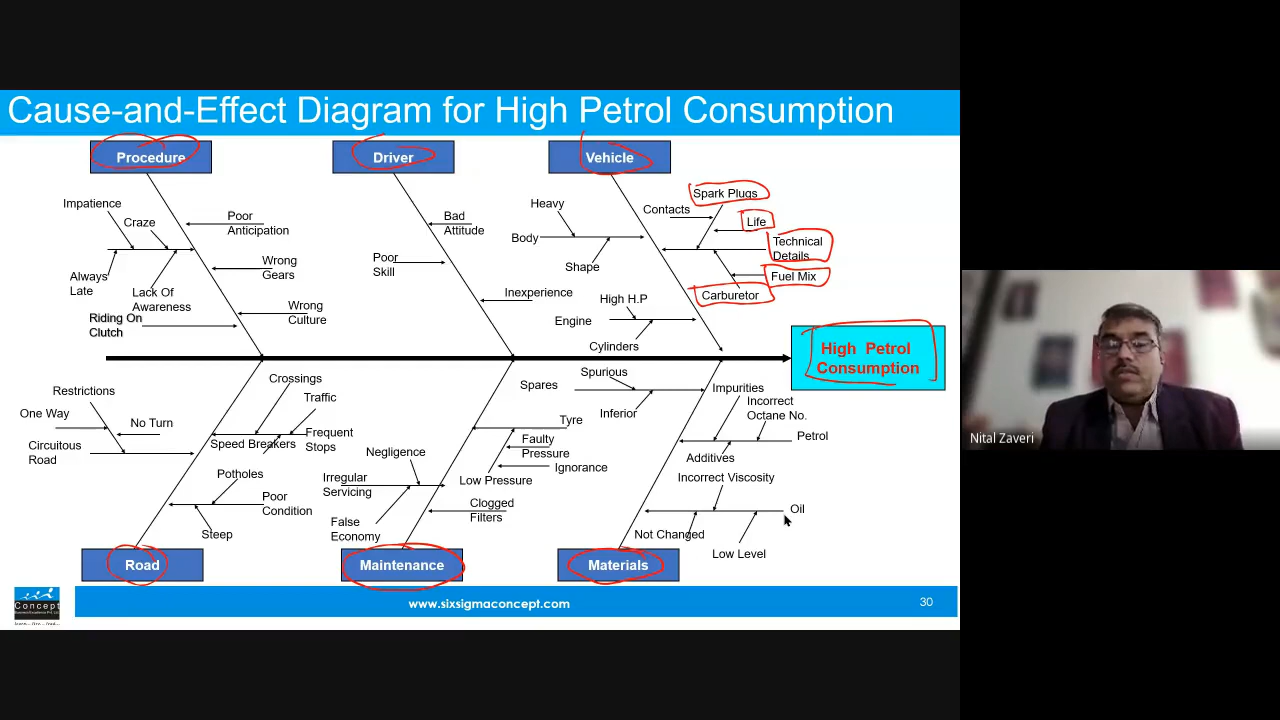 Cause-and-Effect Diagram for High Petrol Consumption
Procedure
Driver
Vehicle
Impatience
Craze
Poor
Anticipation
Always
Late
Lack Of
Awareness
Wrong
Gears
Riding On
Clutch
Wrong
Culture
Bad
Attitude
Poor
Skill
Inexperience
Heavy
Body
Shape
Spark Plugs
Contacts
Life
Technical
Details
Fuel Mix
Carburetor
High H.P
Engine
Cylinders
High Petrol
Consumption
Restrictions
One Way
No Turn
Circuitous
Road
Crossings
Traffic
Speed Breakers
Frequent
Stops
Potholes
Poor
Condition
Steep
Spares
Spurious
Inferior
Tyre
Faulty
Pressure
Ignorance
Low Pressure
Negligence
Irregular
Servicing
False
Economy
Clogged
Filters
Impurities
Incorrect
Octane No.
Petrol
Additives
Incorrect Viscosity
Oil
Not Changed
Low Level
Road
Maintenance
Materials
Concept
www.sixsigmaconcept.com
30
Nital Zaveri